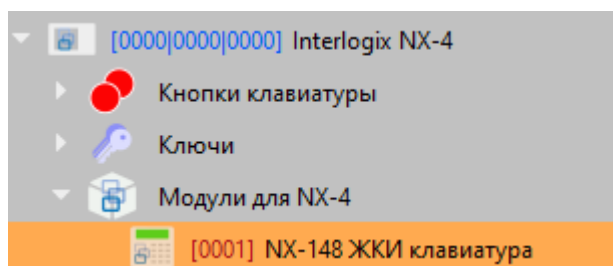 [0000|0000|0000] Interlogix NX-4
Кнопки клавиатуры
Ключи
Модули для NX-4
[0001] NX-148 ЖКИ клавиатура